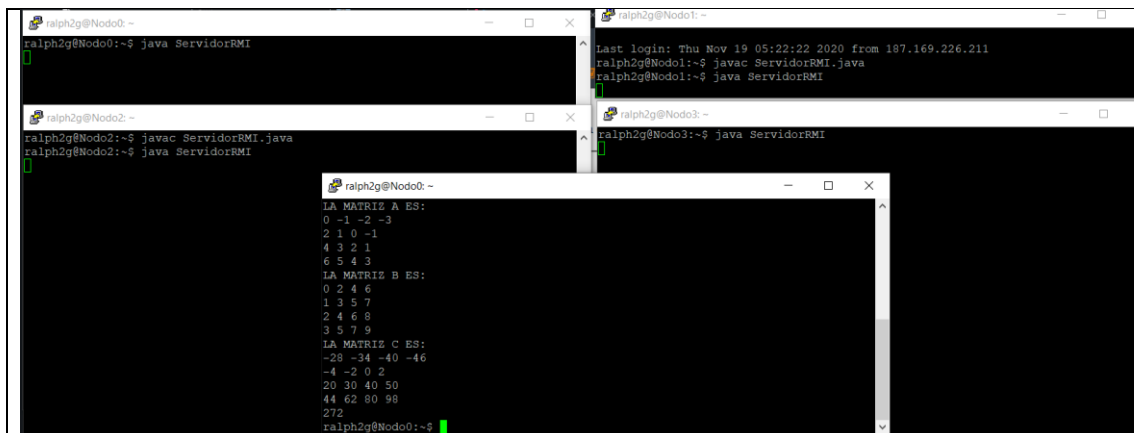 ralph2g@Nodo0: ~
ralph2g@Nodo0:~$ java ServidorRMI
ralph2g@Nodo1: ~
Last login: Thu Nov 19 05:22:22 2020 from 187.169.226.211
ralph2g@Nodo1:~$ javac ServidorRMI.java
ralph2g@Nodo1:~$ java ServidorRMI
ralph2g@Nodo2: ~
ralph2g@Nodo2:~$ javac ServidorRMI.java
ralph2g@Nodo2:~$ java ServidorRMI
ralph2g@Nodo3: ~
ralph2g@Nodo3:~$ java ServidorRMI
ralph2g@Nodo0: ~
LA MATRIZ A ES:
0 -1 -2 -3
2 1 0 -1
4 3 2 1
6 5 4 3
LA MATRIZ B ES:
0 2 4 6
1 3 5 7
2 4 6 8
3 5 7 9
LA MATRIZ C ES:
-28 -34 -40 -46
-4 -2 0 2
20 30 40 50
44 62 80 98
272
ralph2g@Nodo0:~$